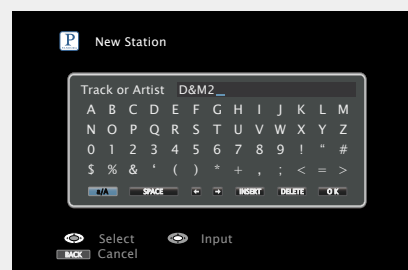 P New Station
Track or Artist D&M2_
A B C D E F G H I J K L M
N O P Q R S T U V W X Y Z
0 1 2 3 4 5 6 7 8 9 ! “ #
$ % & ‘ ( ) * + , ; < = >
a/A SPACE ← → INSERT DELETE OK
Select Input
BACK Cancel